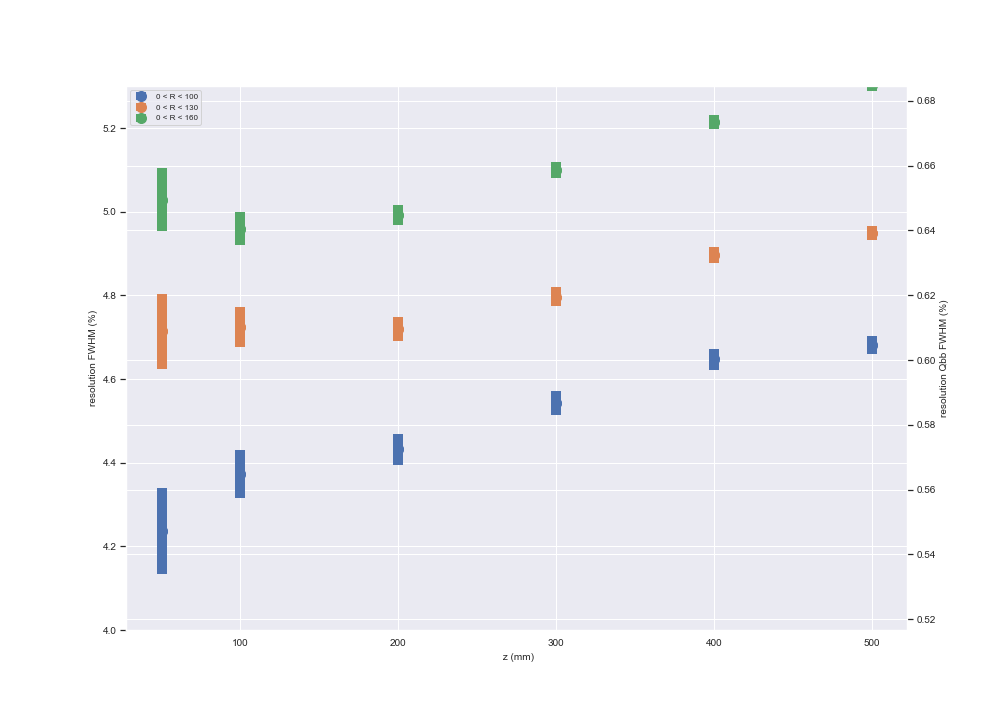 0 < R < 100
0 < R < 130
0 < R < 160
resolution FWHM (%)
5.2
5.0
4.8
4.6
4.4
4.2
4.0
0.68
0.66
0.64
0.62
0.60
0.58
0.56
0.54
0.52
resolution Qbb FWHM (%)
100 200 300 400 500
z (mm)